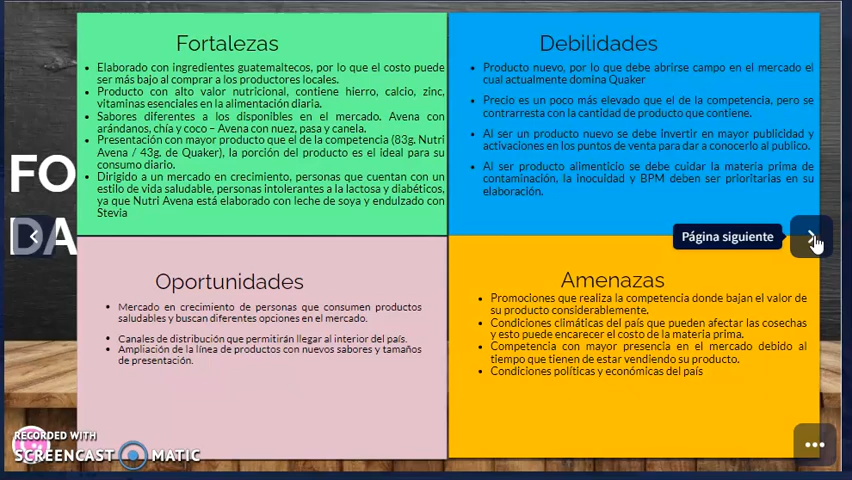 Fortalezas
Elaborado con ingredientes guatemaltecos, por lo que el costo puede
ser más bajo al comprar a los productores locales.
Producto con alto valor nutricional, contiene hierro, calcio, zinc,
vitaminas esenciales en la alimentación diaria.
Sabores diferentes a los disponibles en el mercado. Avena con
arándanos, chía y coco – Avena con nuez, pasa y canela.
Presentación con mayor producto que el de la competencia (83g, Nutri
Avena / 43g, de Quaker), la porción del producto es el ideal para su
consumo diario.
Dirigido a un mercado en crecimiento, personas que cuentan con un
estilo de vida saludable, personas intolerantes a la lactosa y diabéticos,
ya que Nutri Avena está elaborado con leche de soya y endulzado con
Stevia
Debilidades
Producto nuevo, por lo que debe abrirse campo en el mercado el
cual actualmente domina Quaker
Precio es un poco más elevado que el de la competencia, pero se
contrarresta con la cantidad de producto que contiene.
Al ser un producto nuevo se debe invertir en mayor publicidad y
activaciones en los puntos de venta para dar a conocerlo al publico.
Al ser producto alimenticio se debe cuidar la materia prima de
contaminación, la inocuidad y BPM deben ser prioritarias en su
elaboración.
FO
DA
Página siguiente
Oportunidades
Mercado en crecimiento de personas que consumen productos
saludables y buscan diferentes opciones en el mercado.
Canales de distribución que permitirán llegar al interior del país.
Ampliación de la línea de productos con nuevos sabores y tamaños
de presentación.
Amenazas
Promociones que realiza la competencia donde bajan el valor de
su producto considerablemente.
Condiciones climáticas del país que pueden afectar las cosechas
y esto puede encarecer el costo de la materia prima.
Competencia con mayor presencia en el mercado debido al
tiempo que tienen de estar vendiendo su producto.
Condiciones políticas y económicas del país
RECORDED WITH
SCREENCAST MATIC